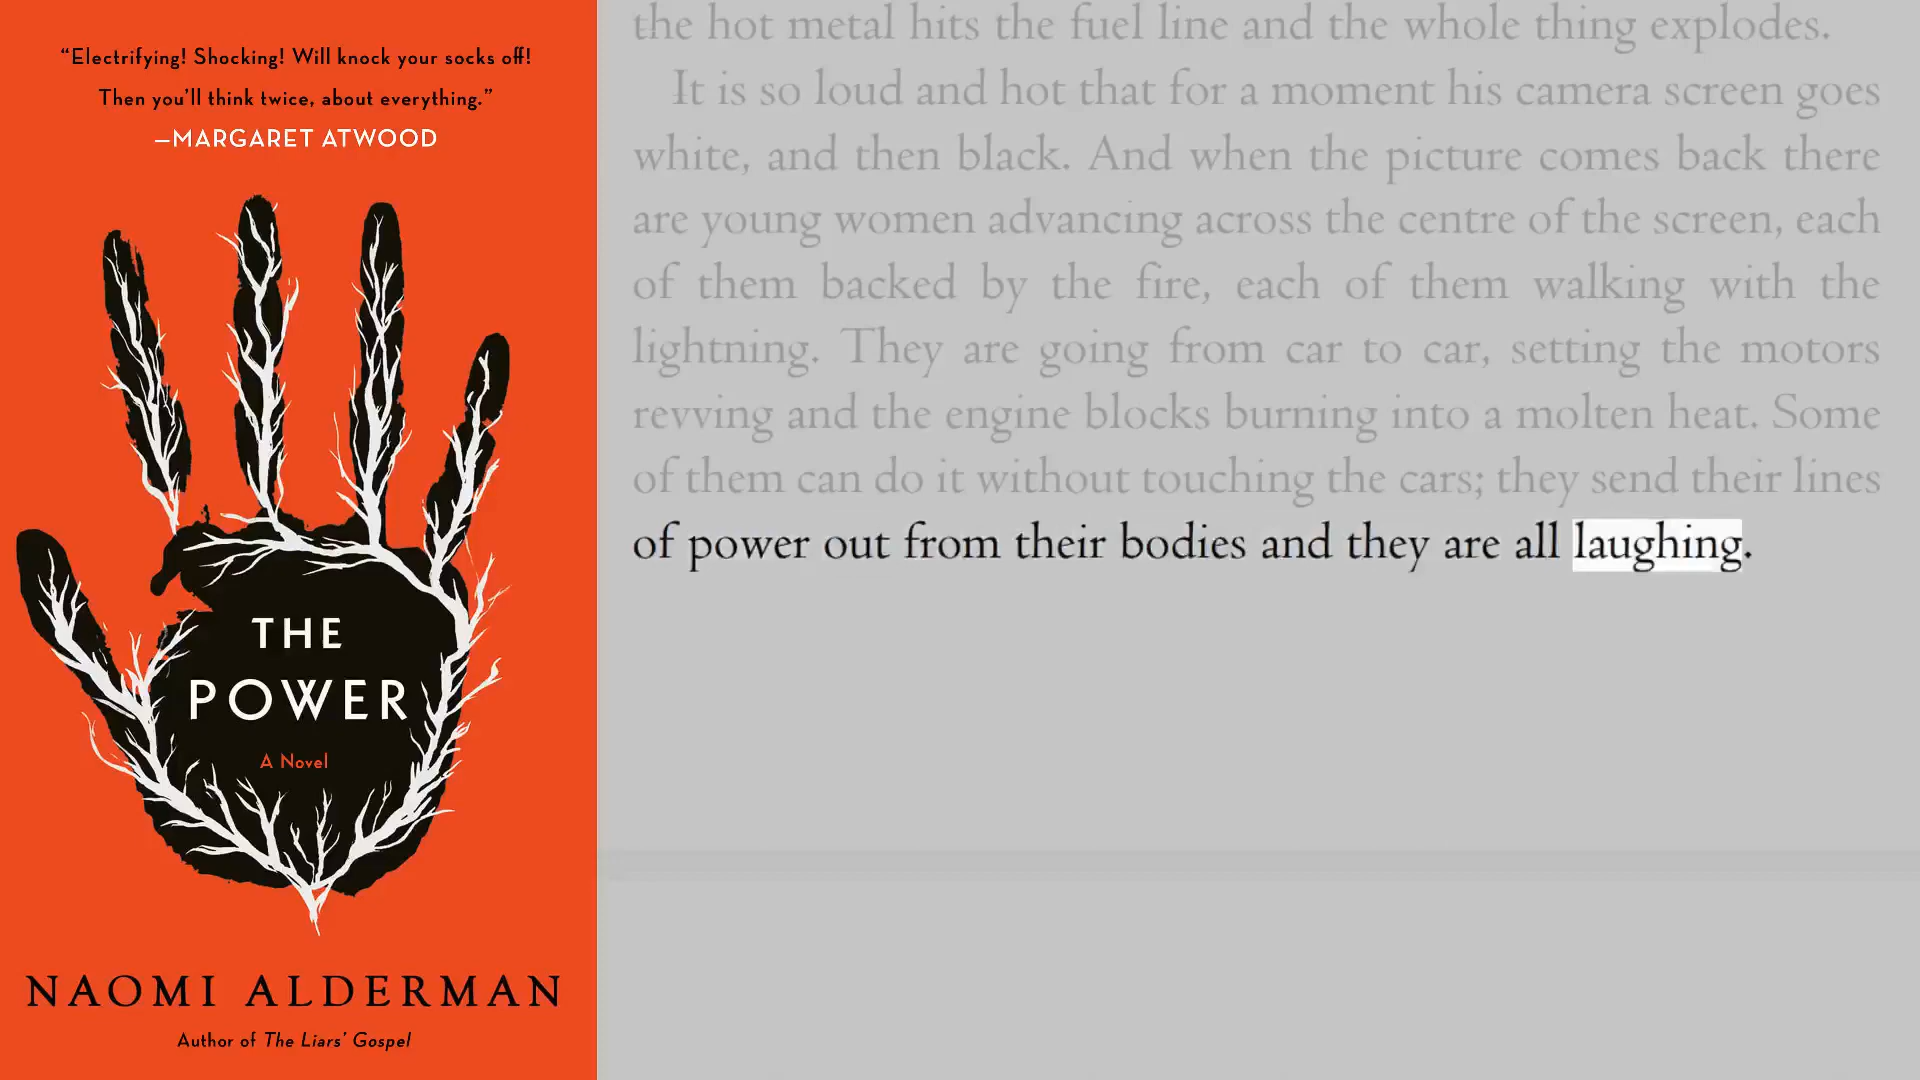 “Electrifying! Shocking! Will knock your socks off!
Then you’ll think twice, about everything.”
—MARGARET ATWOOD
THE
POWER
A Novel
NAOMI ALDERMAN
Author of The Liars’ Gospel
the hot metal hits the fuel line and the whole thing explodes.
It is so loud and hot that for a moment his camera screen goes
white, and then black. And when the picture comes back there
are young women advancing across the centre of the screen, each
of them backed by the fire, each of them walking with the
lightning. They are going from car to car, setting the motors
revving and the engine blocks burning into a molten heat. Some
of them can do it without touching the cars; they send their lines
of power out from their bodies and they are all laughing.